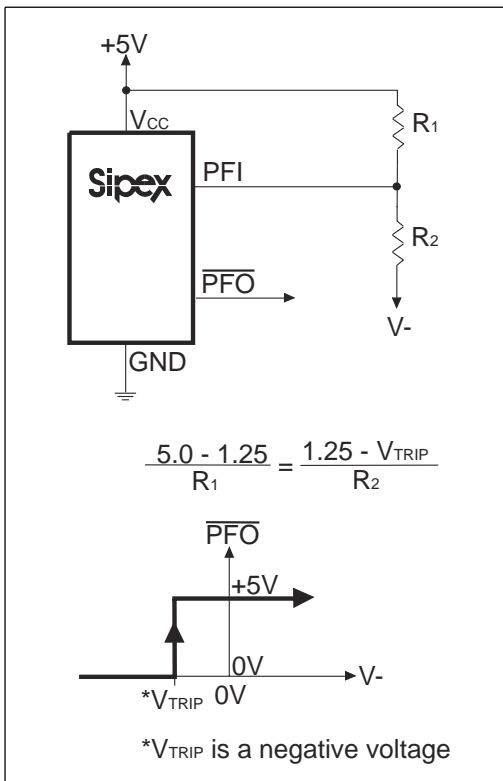 +5V
VCC
R1
Sipex
PFI
R2
PFO
V-
GND
5.0 - 1.25 = 1.25 - VTRIP
R1 R2
PFO
+5V
0V
V-
*VTRIP 0V
*VTRIP is a negative voltage